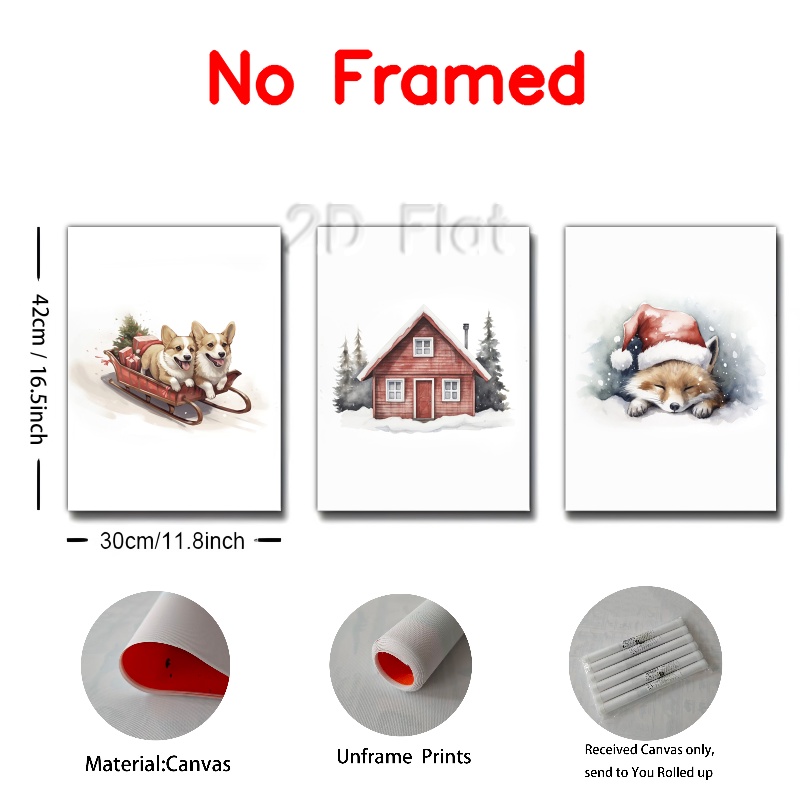 No Framed
2D Flat
42cm / 16.5inch
30cm/11.8inch
Material:Canvas
Unframe Prints
Received Canvas only,
send to You Rolled up